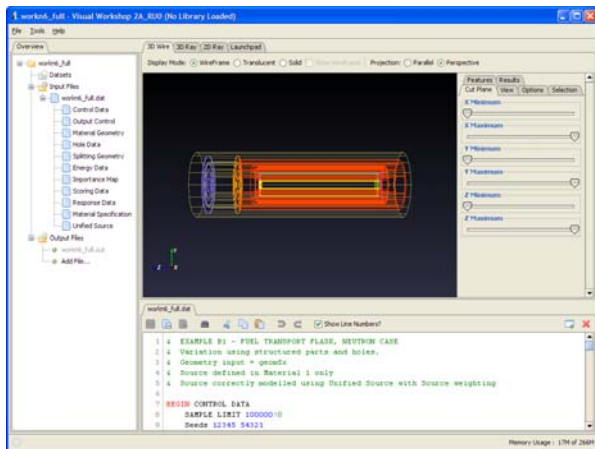 workn6_full - Visual Workshop 2A_RU0 (No Library Loaded)
File Tools Help
Overview
workn6_full
Datasets
Input Files
workn6_full.dat
Control Data
Output Control
Material Geometry
Hole Data
Splitting Geometry
Energy Data
Importance Map
Scoring Data
Response Data
Material Specification
Unified Source
Output Files
workn6_full.out
Add File...
3D Wire 3D Ray 2D Ray Launchpad
Display Mode: WireFrame Translucent Solid Projection: Parallel Perspective
Features Results
Cut Plane View Options Selection
X Minimum
X Maximum
Y Minimum
Y Maximum
Z Minimum
Z Maximum
Y
Z X
workn6_full.dat
Show Line Numbers?
1 & EXAMPLE B1 - FUEL TRANSPORT FLASK, NEUTRON CASE
2 & Variation using structured parts and holes.
3 & Geometry input = geomfx
4 & Source defined in Material 1 only
5 & Source correctly modelled using Unified Source with Source weighting
6
7 BEGIN CONTROL DATA
8 SAMPLE LIMIT 100000
9 Seeds 12345 54321
Memory Usage : 17M of 266M